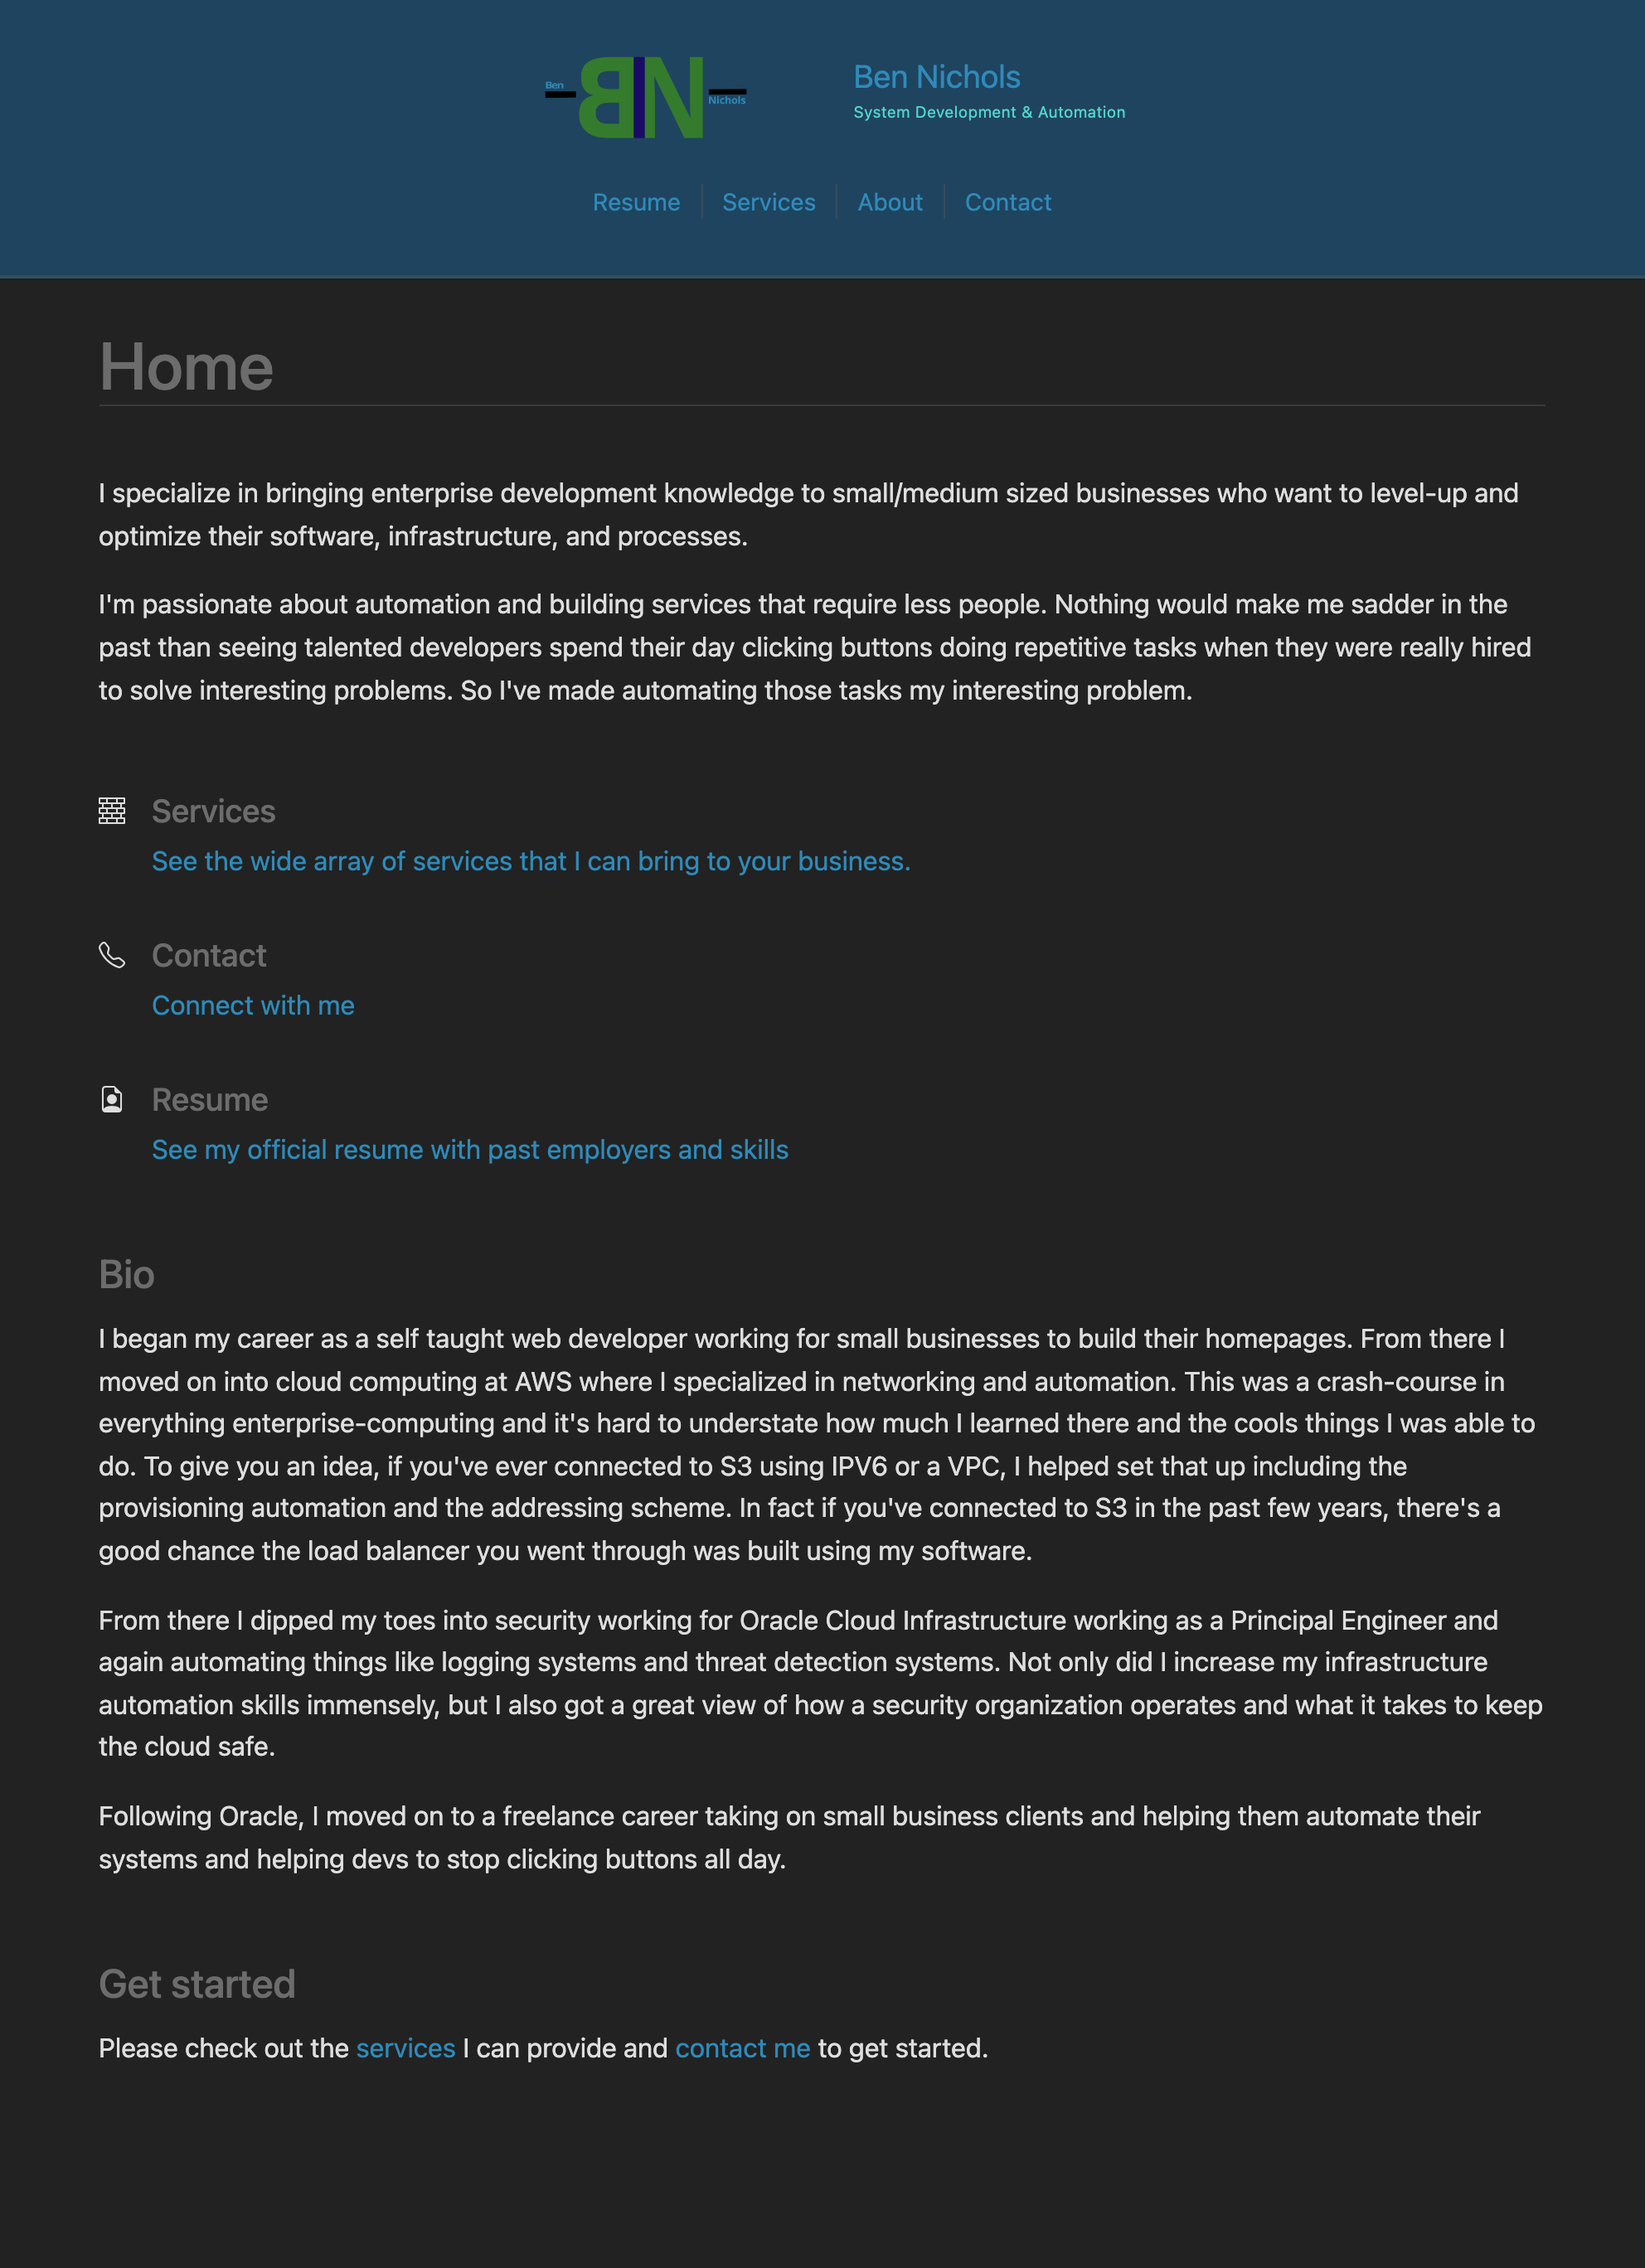 Ben
BN
Nichols
Ben Nichols
System Development & Automation
Resume
Services
About
Contact
Home
I specialize in bringing enterprise development knowledge to small/medium sized businesses who want to level-up and
optimize their software, infrastructure, and processes.
I'm passionate about automation and building services that require less people. Nothing would make me sadder in the
past than seeing talented developers spend their day clicking buttons doing repetitive tasks when they were really hired
to solve interesting problems. So I've made automating those tasks my interesting problem.
Services
See the wide array of services that I can bring to your business.
Contact
Connect with me
Resume
See my official resume with past employers and skills
Bio
I began my career as a self taught web developer working for small businesses to build their homepages. From there I
moved on into cloud computing at AWS where I specialized in networking and automation. This was a crash-course in
everything enterprise-computing and it's hard to understate how much I learned there and the cools things I was able to
do. To give you an idea, if you've ever connected to S3 using IPV6 or a VPC, I helped set that up including the
provisioning automation and the addressing scheme. In fact if you've connected to S3 in the past few years, there's a
good chance the load balancer you went through was built using my software.
From there I dipped my toes into security working for Oracle Cloud Infrastructure working as a Principal Engineer and
again automating things like logging systems and threat detection systems. Not only did I increase my infrastructure
automation skills immensely, but I also got a great view of how a security organization operates and what it takes to keep
the cloud safe.
Following Oracle, I moved on to a freelance career taking on small business clients and helping them automate their
systems and helping devs to stop clicking buttons all day.
Get started
Please check out the services I can provide and contact me to get started.